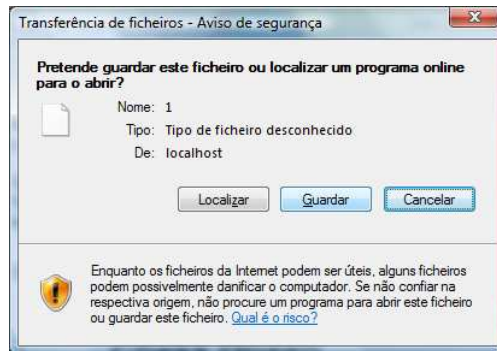 Transferência de ficheiros - Aviso de segurança
Pretende guardar este ficheiro ou localizar um programa online
para o abrir?
Nome: 1
Tipo: Tipo de ficheiro desconhecido
De: localhost
Localizar Guardar Cancelar
Enquanto os ficheiros da Internet podem ser úteis, alguns ficheiros
podem possivelmente danificar o computador. Se não confiar na
respectiva origem, não procure um programa para abrir este ficheiro
ou guardar este ficheiro. Qual é o risco?